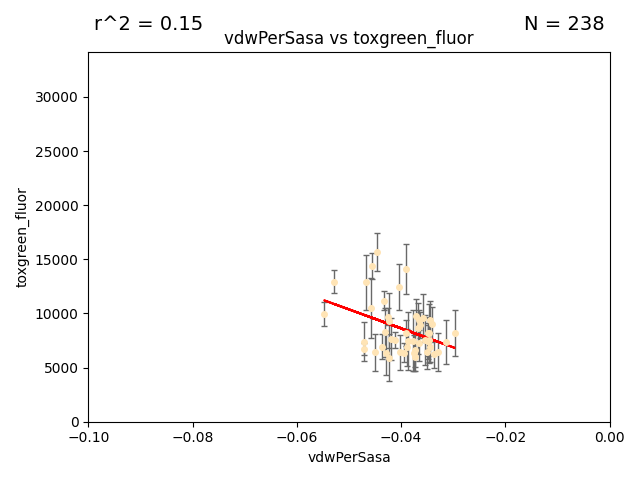 r^2 = 0.15
N = 238
vdwPerSasa vs toxgreen_fluor
30000
25000
20000
15000
10000
5000
0
toxgreen_fluor
−0.10
−0.08
−0.06
−0.04
−0.02
0.00
vdwPerSasa